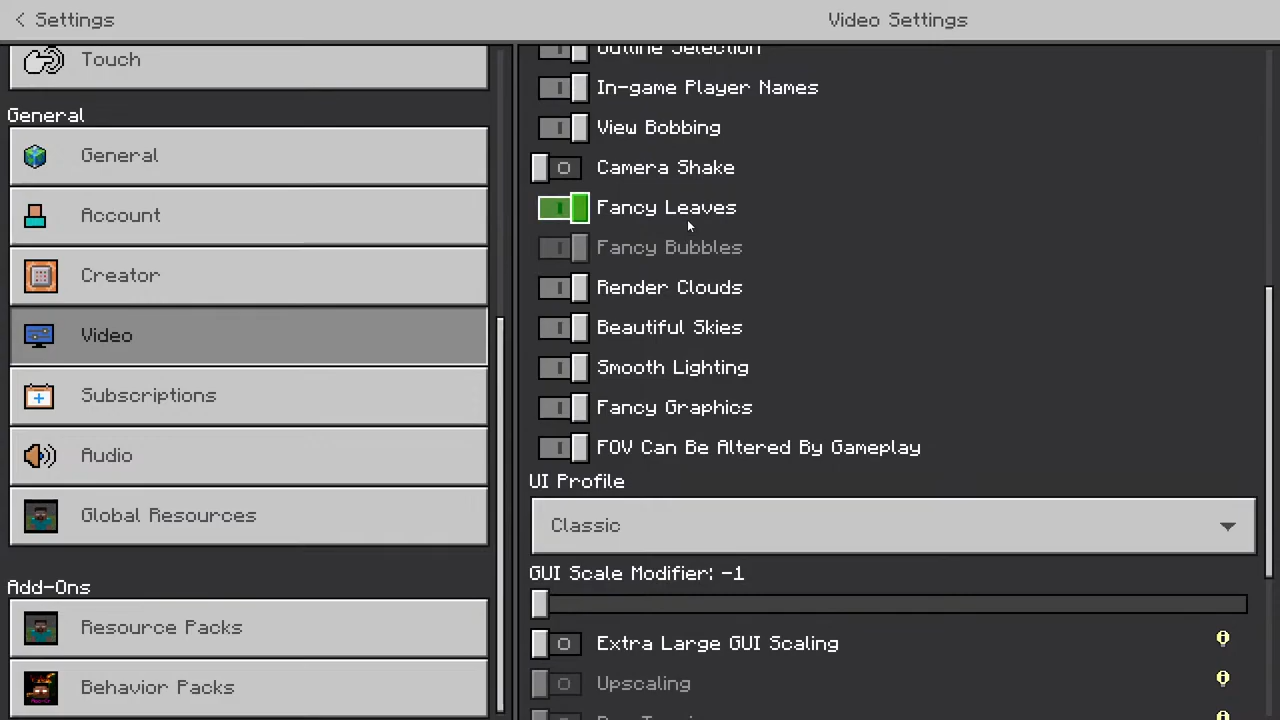 Settings
Video Settings
Touch
General
General
Account
Creator
Video
Subscriptions
Audio
Global Resources
Add-Ons
Resource Packs
Behavior Packs
Outline Selection
In-game Player Names
View Bobbing
Camera Shake
Fancy Leaves
Fancy Bubbles
Render Clouds
Beautiful Skies
Smooth Lighting
Fancy Graphics
FOV Can Be Altered By Gameplay
UI Profile
Classic
GUI Scale Modifier: -1
Extra Large GUI Scaling
Upscaling